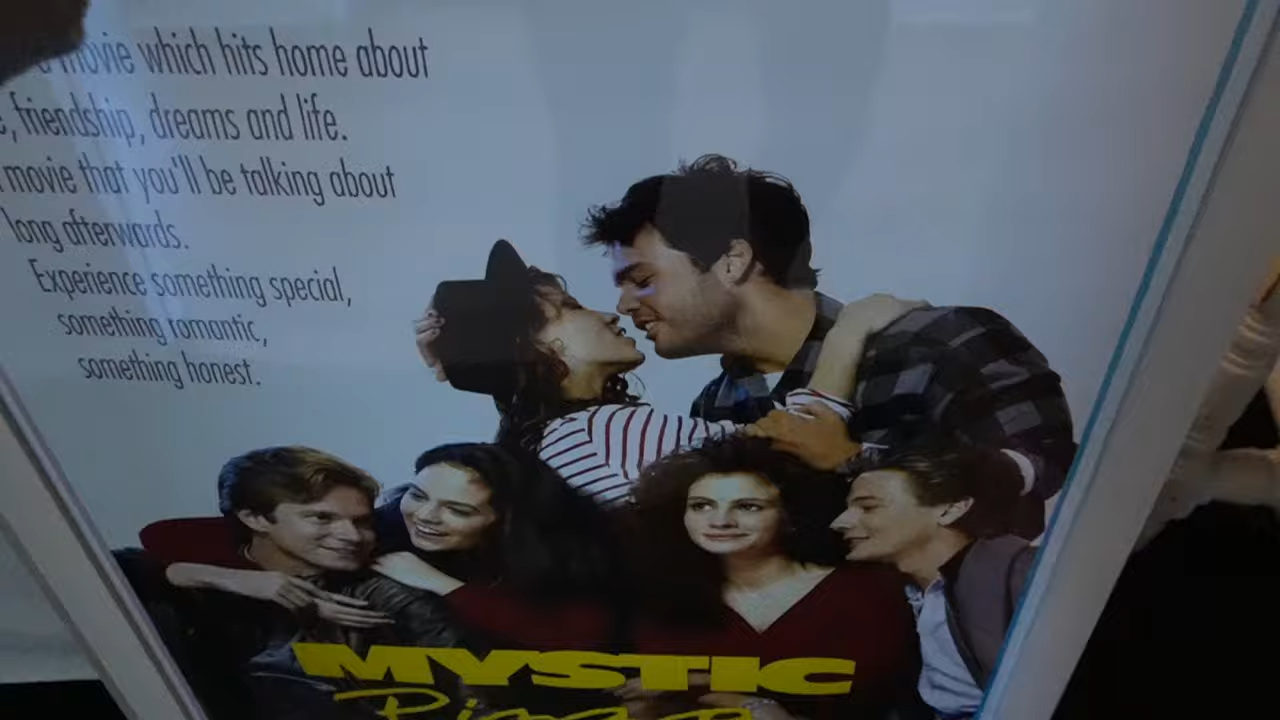 movie which hits home about
, friendship, dreams and life.
movie that you'll be talking about
long afterwards.
Experience something special,
something romantic,
something honest.
MYSTIC
Pizza